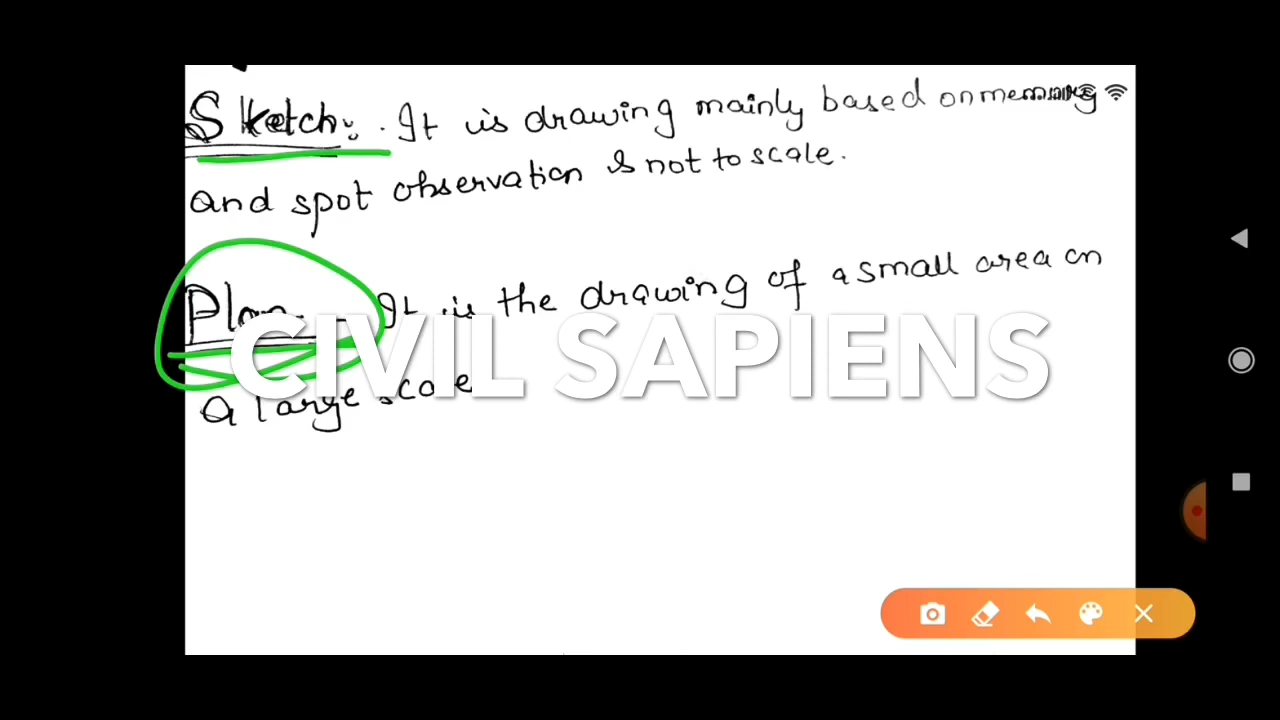 Sketch:. It is drawing mainly based on memory
and spot observation is not to scale.
Plan. It is the drawing of a small area on
CIVIL SAPIENS
a large scale